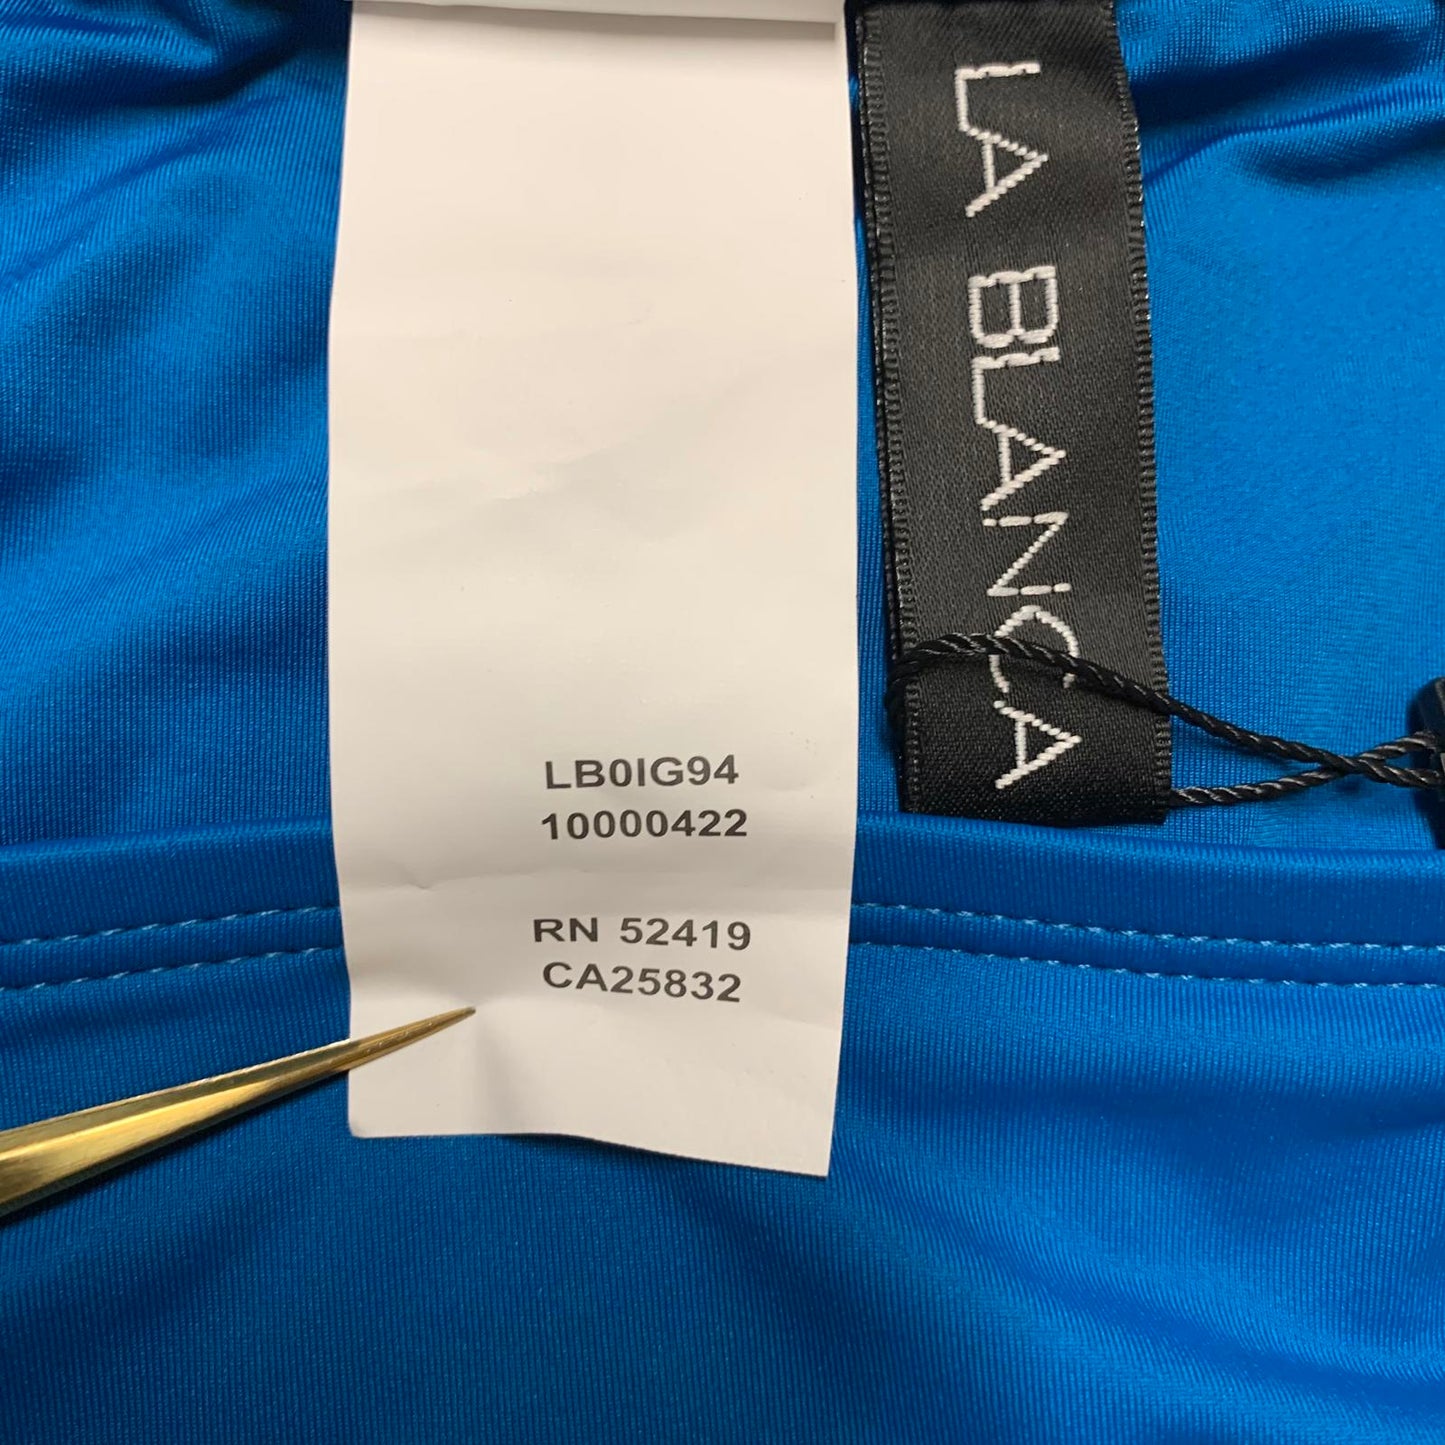 LB0IG94
10000422
RN 52419
CA25832
LA BLANCA